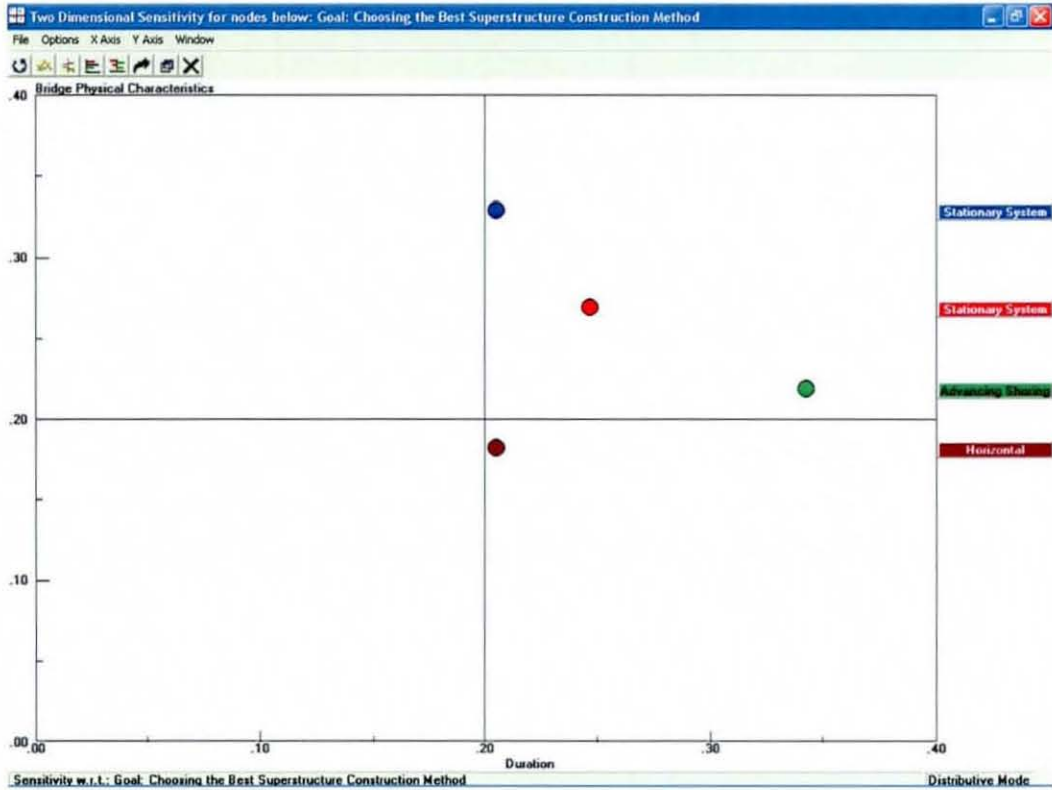 Two Dimensional Sensitivity for nodes below: Goal: Choosing the Best Superstructure Construction Method
File Options X Axis Y Axis Window
Bridge Physical Characteristics
.40
.30
.20
.10
.00
Stationary System
Stationary System
Advancing Shoring
Horizontal
.00 .10 .20 .30 .40
Duration
Sensitivity w.r.t.: Goal: Choosing the Best Superstructure Construction Method Distributive Mode